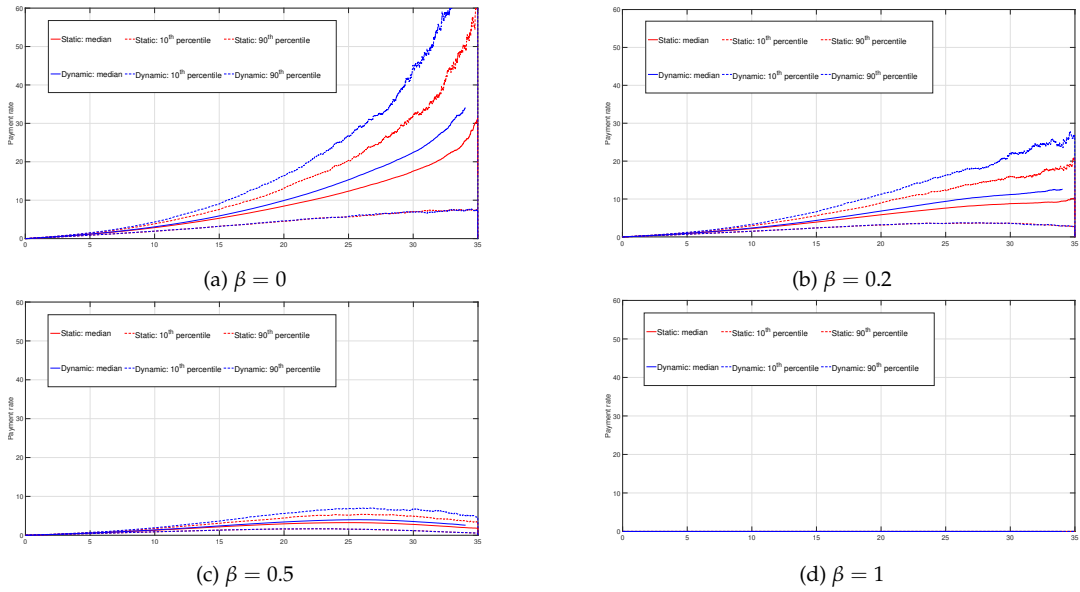 60
50
40
30
20
10
0
Payment rate
Static: median Static: 10th percentile Static: 90th percentile
Dynamic: median Dynamic: 10th percentile Dynamic: 90th percentile
0 5 10 15 20 25 30 35
(a) β = 0
60
50
40
30
20
10
0
Payment rate
Static: median Static: 10th percentile Static: 90th percentile
Dynamic: median Dynamic: 10th percentile Dynamic: 90th percentile
0 5 10 15 20 25 30 35
(b) β = 0.2
60
50
40
30
20
10
0
Payment rate
Static: median Static: 10th percentile Static: 90th percentile
Dynamic: median Dynamic: 10th percentile Dynamic: 90th percentile
0 5 10 15 20 25 30 35
(c) β = 0.5
60
50
40
30
20
10
0
Payment rate
Static: median Static: 10th percentile Static: 90th percentile
Dynamic: median Dynamic: 10th percentile Dynamic: 90th percentile
0 5 10 15 20 25 30 35
(d) β = 1